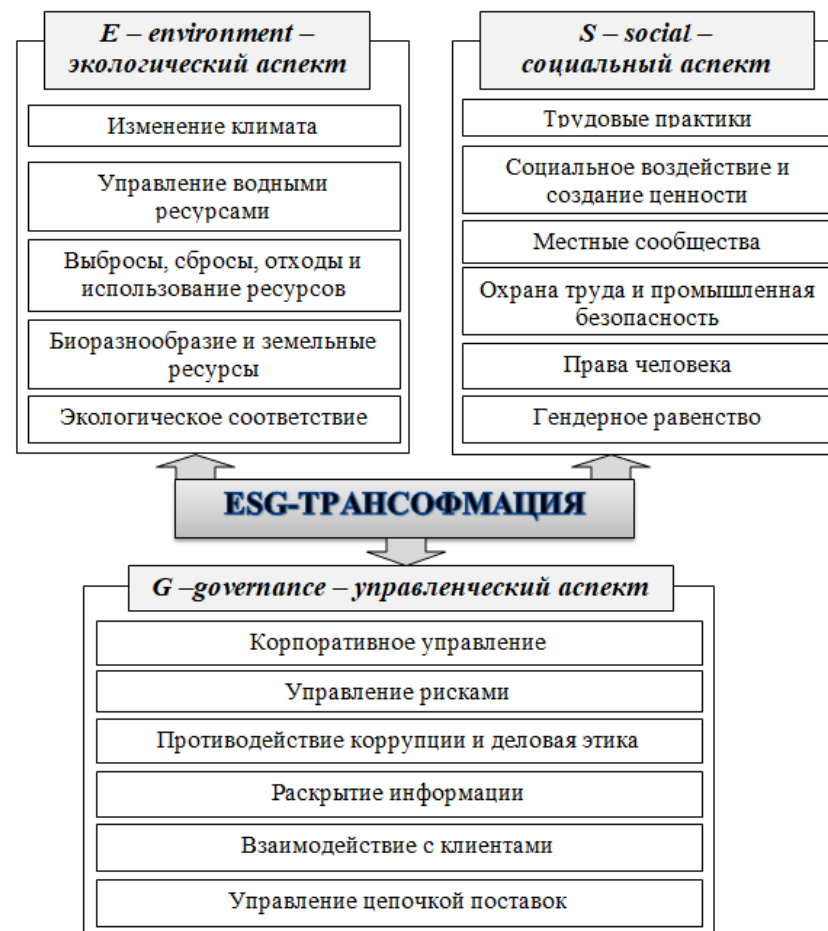 E – environment –
экологический аспект
Изменение климата
Управление водными
ресурсами
Выбросы, сбросы, отходы и
использование ресурсов
Биоразнообразие и земельные
ресурсы
Экологическое соответствие
S – social –
социальный аспект
Трудовые практики
Социальное воздействие и
создание ценности
Местные сообщества
Охрана труда и промышленная
безопасность
Права человека
Гендерное равенство
ESG-ТРАНСОФМАЦИЯ
G –governance – управленческий аспект
Корпоративное управление
Управление рисками
Противодействие коррупции и деловая этика
Раскрытие информации
Взаимодействие с клиентами
Управление цепочкой поставок